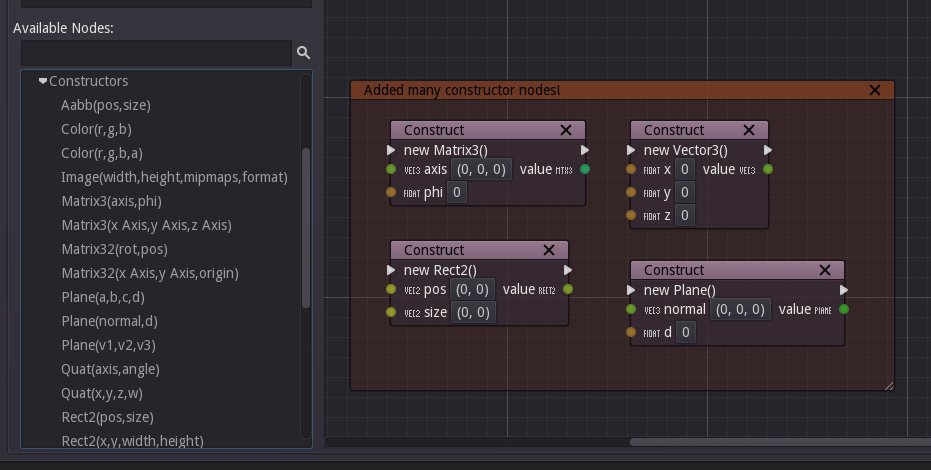 Available Nodes:
Constructors
Aabb(pos,size)
Color(r,g,b)
Color(r,g,b,a)
Image(width,height,mipmaps,format)
Matrix3(axis,phi)
Matrix3(x Axis,y Axis,z Axis)
Matrix32(rot,pos)
Matrix32(x Axis,y Axis,origin)
Plane(a,b,c,d)
Plane(normal,d)
Plane(v1,v2,v3)
Quat(axis,angle)
Quat(x,y,z,w)
Rect2(pos,size)
Rect2(x,y,width,height)
Added many constructor nodes!
Construct
new Matrix3()
VEC3 axis (0, 0, 0) value MTX3
FLOAT phi 0
Construct
new Vector3()
FLOAT x 0 value VEC3
FLOAT y 0
FLOAT z 0
Construct
new Rect2()
VEC2 pos (0, 0) value RECT2
VEC2 size (0, 0)
Construct
new Plane()
VEC3 normal (0, 0, 0) value PLANE
FLOAT d 0